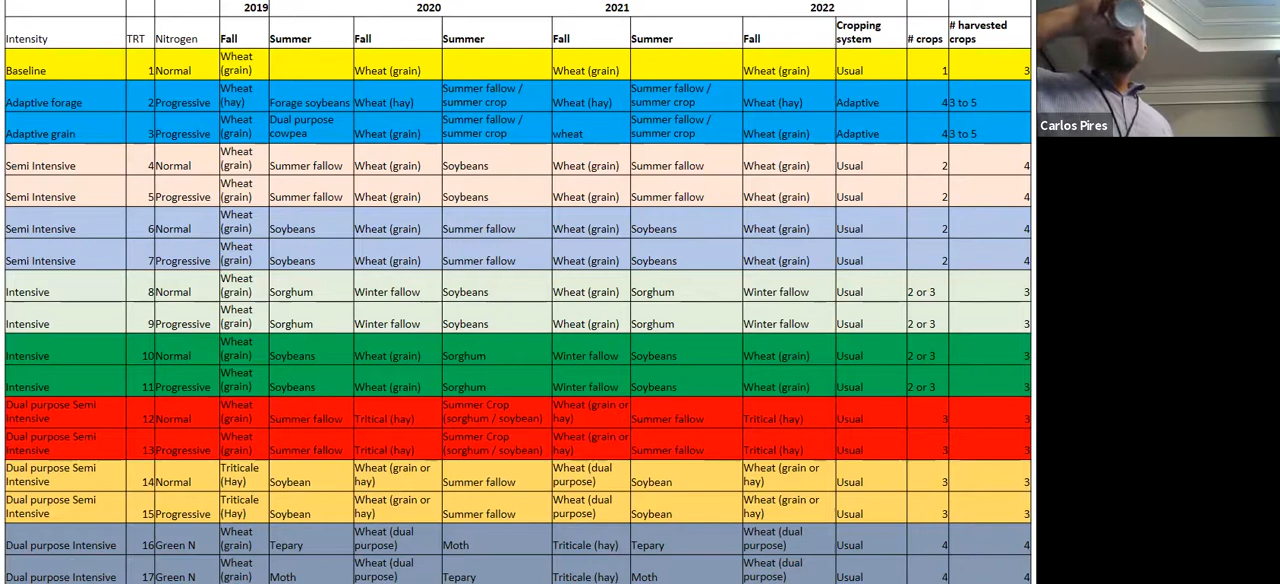 2019 2020 2021 2022
Intensity TRT Nitrogen Fall Summer Fall Summer Fall Summer Fall Cropping system # crops # harvested crops
Baseline 1 Normal Wheat (grain) Wheat (grain) Wheat (grain) Wheat (grain) Usual 1 3
Adaptive forage 2 Progressive Wheat (hay) Forage soybeans Wheat (hay) Summer fallow / summer crop Wheat (hay) Summer fallow / summer crop Wheat (hay) Adaptive 4 3 to 5
Adaptive grain 3 Progressive Wheat (grain) Dual purpose cowpea Wheat (grain) Summer fallow / summer crop wheat Summer fallow / summer crop Wheat (grain) Adaptive 4 3 to 5
Semi Intensive 4 Normal Wheat (grain) Summer fallow Wheat (grain) Soybeans Wheat (grain) Summer fallow Wheat (grain) Usual 2 4
Semi Intensive 5 Progressive Wheat (grain) Summer fallow Wheat (grain) Soybeans Wheat (grain) Summer fallow Wheat (grain) Usual 2 4
Semi Intensive 6 Normal Wheat (grain) Soybeans Wheat (grain) Summer fallow Wheat (grain) Soybeans Wheat (grain) Usual 2 4
Semi Intensive 7 Progressive Wheat (grain) Soybeans Wheat (grain) Summer fallow Wheat (grain) Soybeans Wheat (grain) Usual 2 4
Intensive 8 Normal Wheat (grain) Sorghum Winter fallow Soybeans Wheat (grain) Sorghum Winter fallow Usual 2 or 3 3
Intensive 9 Progressive Wheat (grain) Sorghum Winter fallow Soybeans Wheat (grain) Sorghum Winter fallow Usual 2 or 3 3
Intensive 10 Normal Wheat (grain) Soybeans Wheat (grain) Sorghum Winter fallow Soybeans Wheat (grain) Usual 2 or 3 3
Intensive 11 Progressive Wheat (grain) Soybeans Wheat (grain) Sorghum Winter fallow Soybeans Wheat (grain) Usual 2 or 3 3
Dual purpose Semi Intensive 12 Normal Wheat (grain) Summer fallow Tritical (hay) Summer Crop (sorghum / soybean) Wheat (grain or hay) Summer fallow Tritical (hay) Usual 3 3
Dual purpose Semi Intensive 13 Progressive Wheat (grain) Summer fallow Tritical (hay) Summer Crop (sorghum / soybean) Wheat (grain or hay) Summer fallow Tritical (hay) Usual 3 3
Dual purpose Semi Intensive 14 Normal Triticale (Hay) Soybean Wheat (grain or hay) Summer fallow Wheat (dual purpose) Soybean Wheat (grain or hay) Usual 3 3
Dual purpose Semi Intensive 15 Progressive Triticale (Hay) Soybean Wheat (grain or hay) Summer fallow Wheat (dual purpose) Soybean Wheat (grain or hay) Usual 3 3
Dual purpose Intensive 16 Green N Wheat (grain) Tepary Wheat (dual purpose) Moth Triticale (hay) Tepary Wheat (dual purpose) Usual 4 4
Dual purpose Intensive 17 Green N Wheat (grain) Moth Wheat (dual purpose) Tepary Triticale (hay) Moth Wheat (dual purpose) Usual 4 4
Carlos Pires